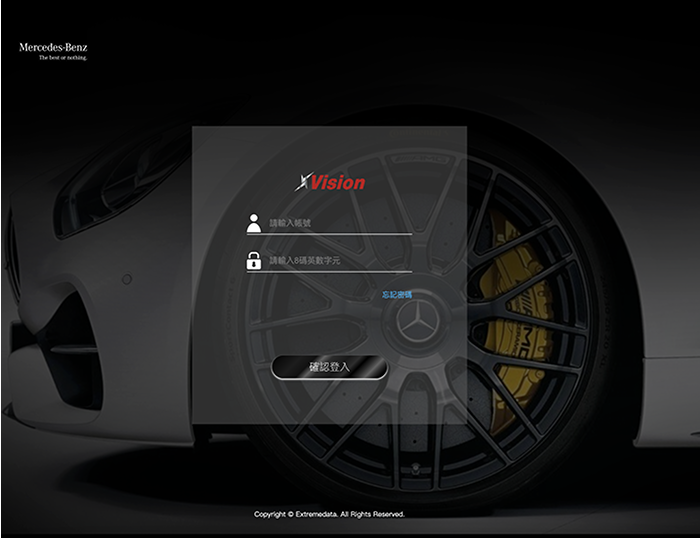 Mercedes-Benz
The best or nothing.
XVision
請輸入帳號
請輸入8碼英數字元
忘記密碼
AMG
確認登入
Copyright © Extremedata. All Rights Reserved.